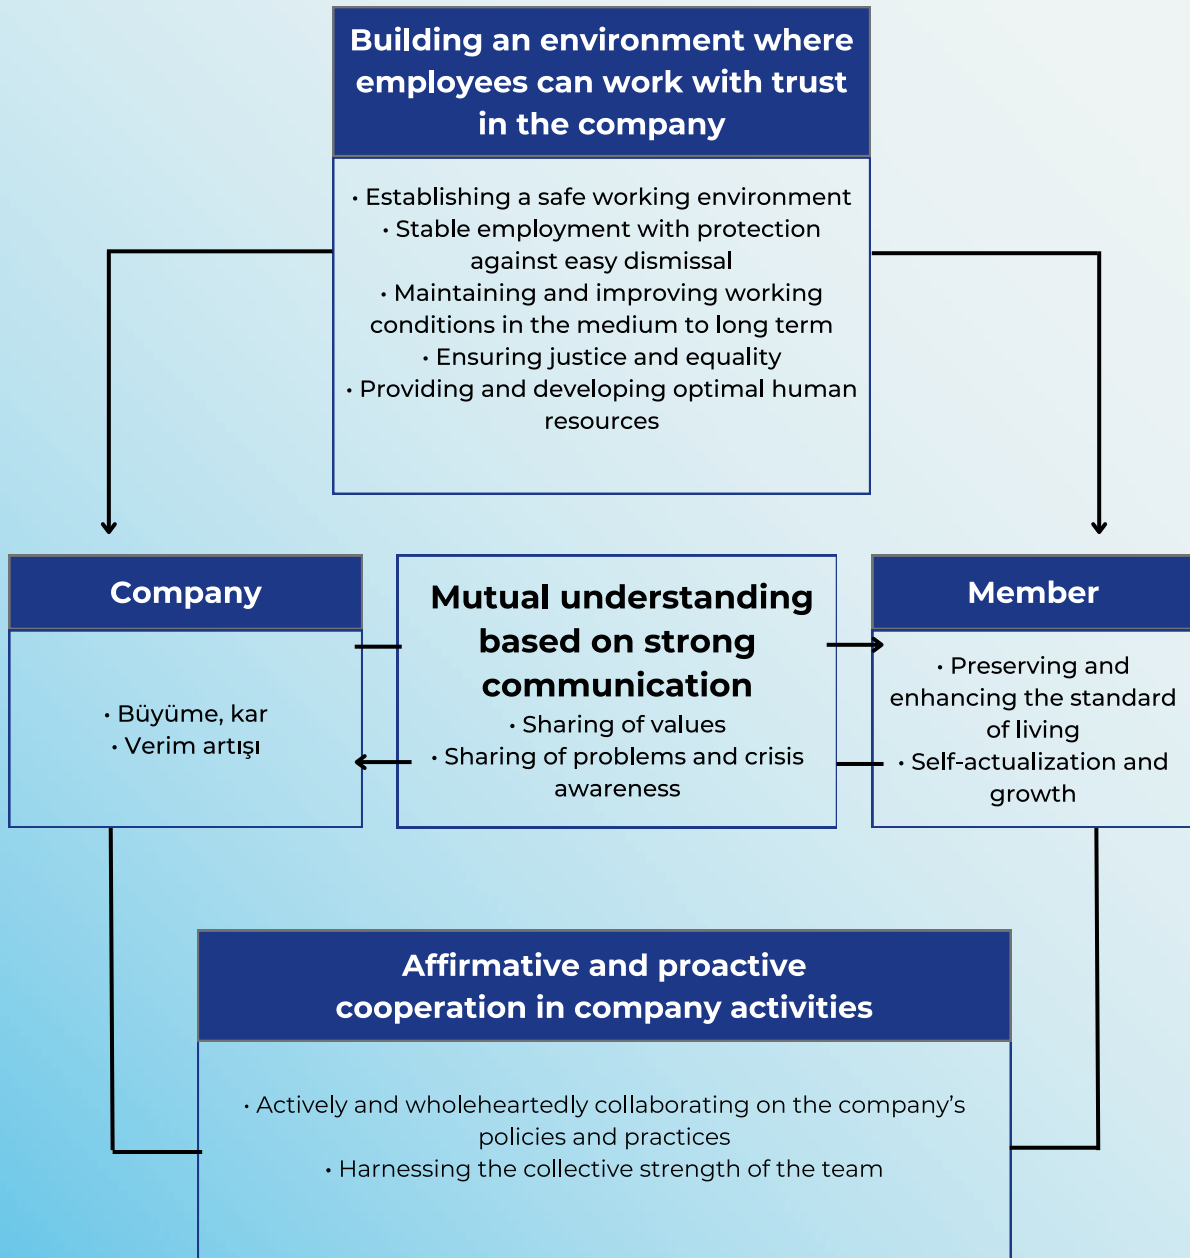 Building an environment where
employees can work with trust
in the company
• Establishing a safe working environment
• Stable employment with protection
against easy dismissal
• Maintaining and improving working
conditions in the medium to long term
• Ensuring justice and equality
• Providing and developing optimal human
resources
Company
• Büyüme, kar
• Verim artışı
Mutual understanding
based on strong
communication
• Sharing of values
• Sharing of problems and crisis
awareness
Member
• Preserving and
enhancing the standard
of living
• Self-actualization and
growth
Affirmative and proactive
cooperation in company activities
• Actively and wholeheartedly collaborating on the company’s
policies and practices
• Harnessing the collective strength of the team